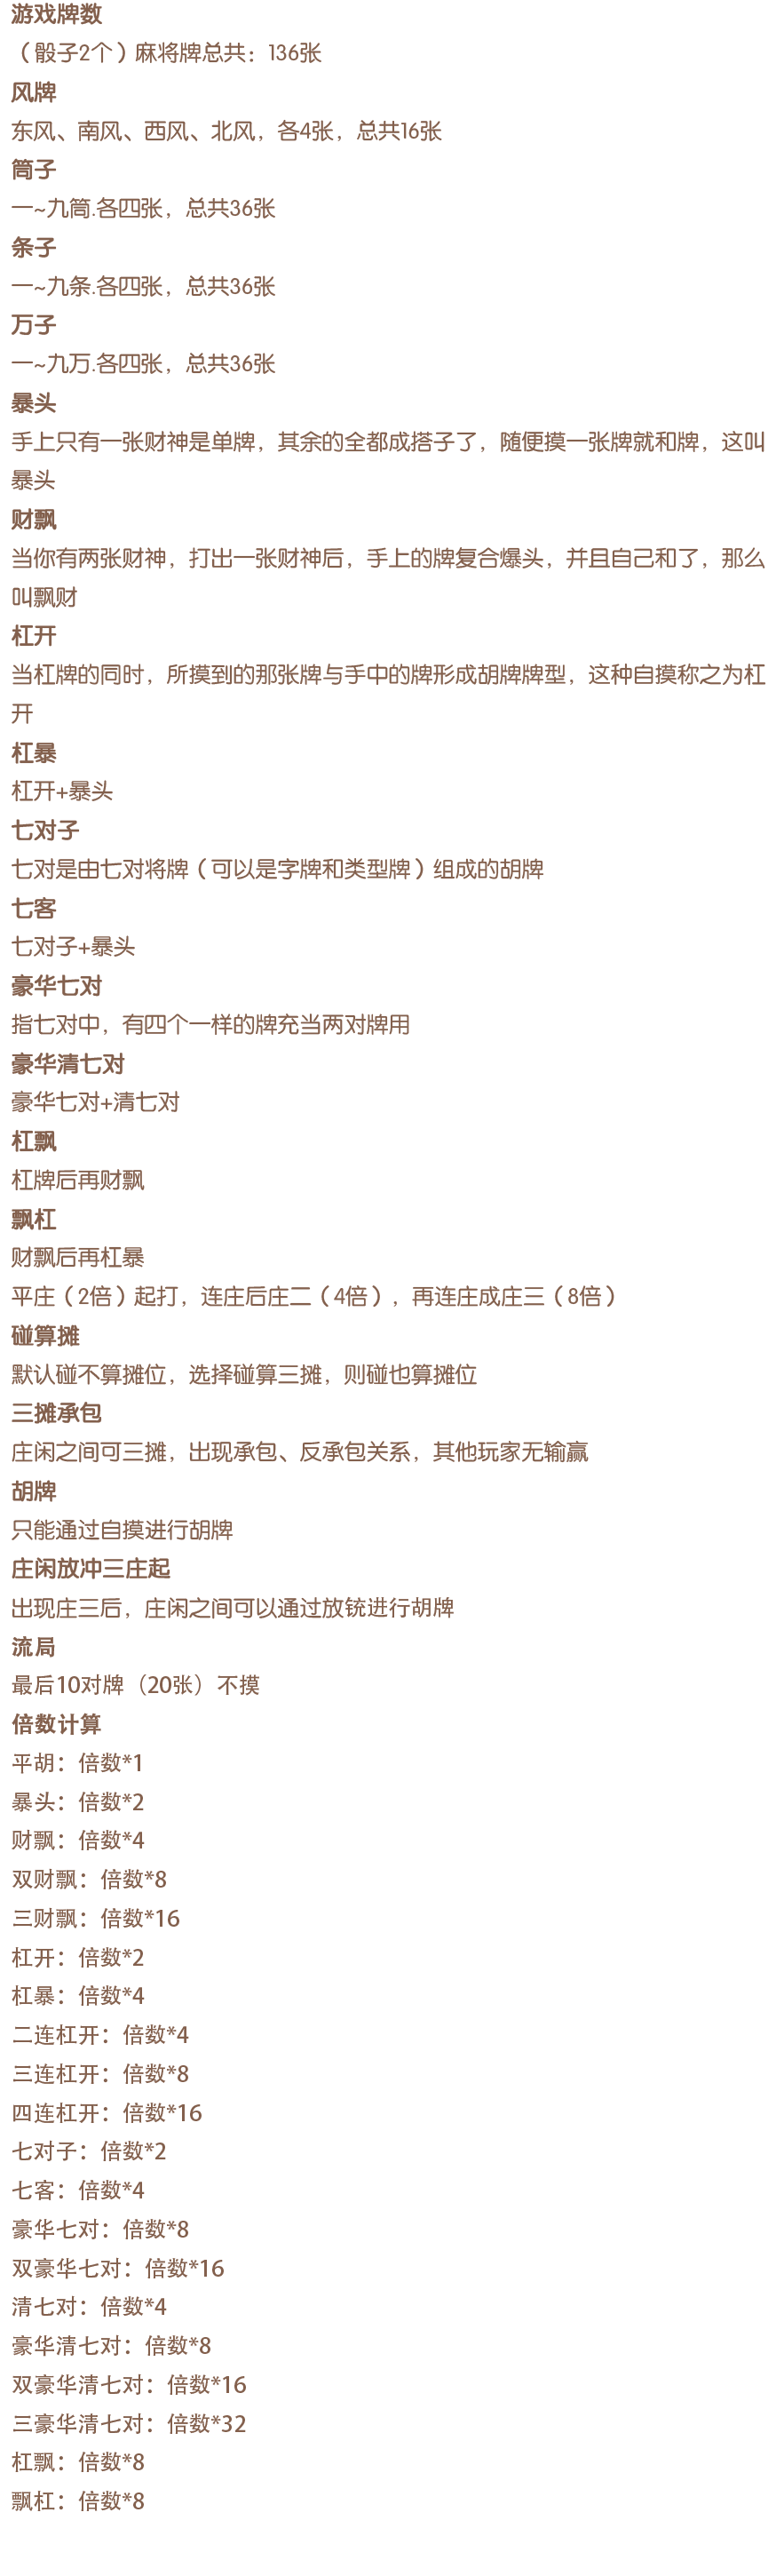 游戏牌数
（骰子2个）麻将牌总共：136张
风牌
东风、南风、西风、北风，各4张，总共16张
筒子
一~九筒.各四张，总共36张
条子
一~九条.各四张，总共36张
万子
一~九万.各四张，总共36张
暴头
手上只有一张财神是单牌，其余的全都成搭子了，随便摸一张牌就和牌，这叫
暴头
财飘
当你有两张财神，打出一张财神后，手上的牌复合爆头，并且自己和了，那么
叫飘财
杠开
当杠牌的同时，所摸到的那张牌与手中的牌形成胡牌牌型，这种自摸称之为杠
开
杠暴
杠开+暴头
七对子
七对是由七对将牌（可以是字牌和类型牌）组成的胡牌
七客
七对子+暴头
豪华七对
指七对中，有四个一样的牌充当两对牌用
豪华清七对
豪华七对+清七对
杠飘
杠牌后再财飘
飘杠
财飘后再杠暴
平庄（2倍）起打，连庄后庄二（4倍），再连庄成庄三（8倍）
碰算摊
默认碰不算摊位，选择碰算三摊，则碰也算摊位
三摊承包
庄闲之间可三摊，出现承包、反承包关系，其他玩家无输赢
胡牌
只能通过自摸进行胡牌
庄闲放冲三庄起
出现庄三后，庄闲之间可以通过放铳进行胡牌
流局
最后10对牌（20张）不摸
倍数计算
平胡：倍数*1
暴头：倍数*2
财飘：倍数*4
双财飘：倍数*8
三财飘：倍数*16
杠开：倍数*2
杠暴：倍数*4
二连杠开：倍数*4
三连杠开：倍数*8
四连杠开：倍数*16
七对子：倍数*2
七客：倍数*4
豪华七对：倍数*8
双豪华七对：倍数*16
清七对：倍数*4
豪华清七对：倍数*8
双豪华清七对：倍数*16
三豪华清七对：倍数*32
杠飘：倍数*8
飘杠：倍数*8